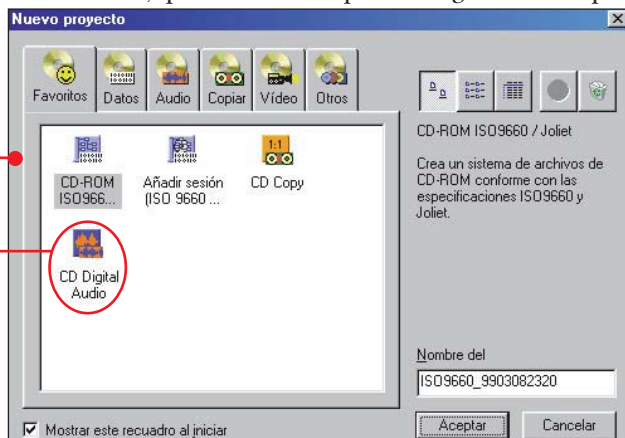 Nuevo proyecto
Favoritos Datos Audio Copiar Vídeo Otros
CD-ROM ISO966... Añadir sesión (ISO 9660 ... 1:1 CD Copy
CD Digital Audio
CD-ROM ISO9660 / Joliet
Crea un sistema de archivos de
CD-ROM conforme con las
especificaciones ISO9660 y
Joliet.
Nombre del
ISO9660_9903082320
Mostrar este recuadro al iniciar
Aceptar Cancelar